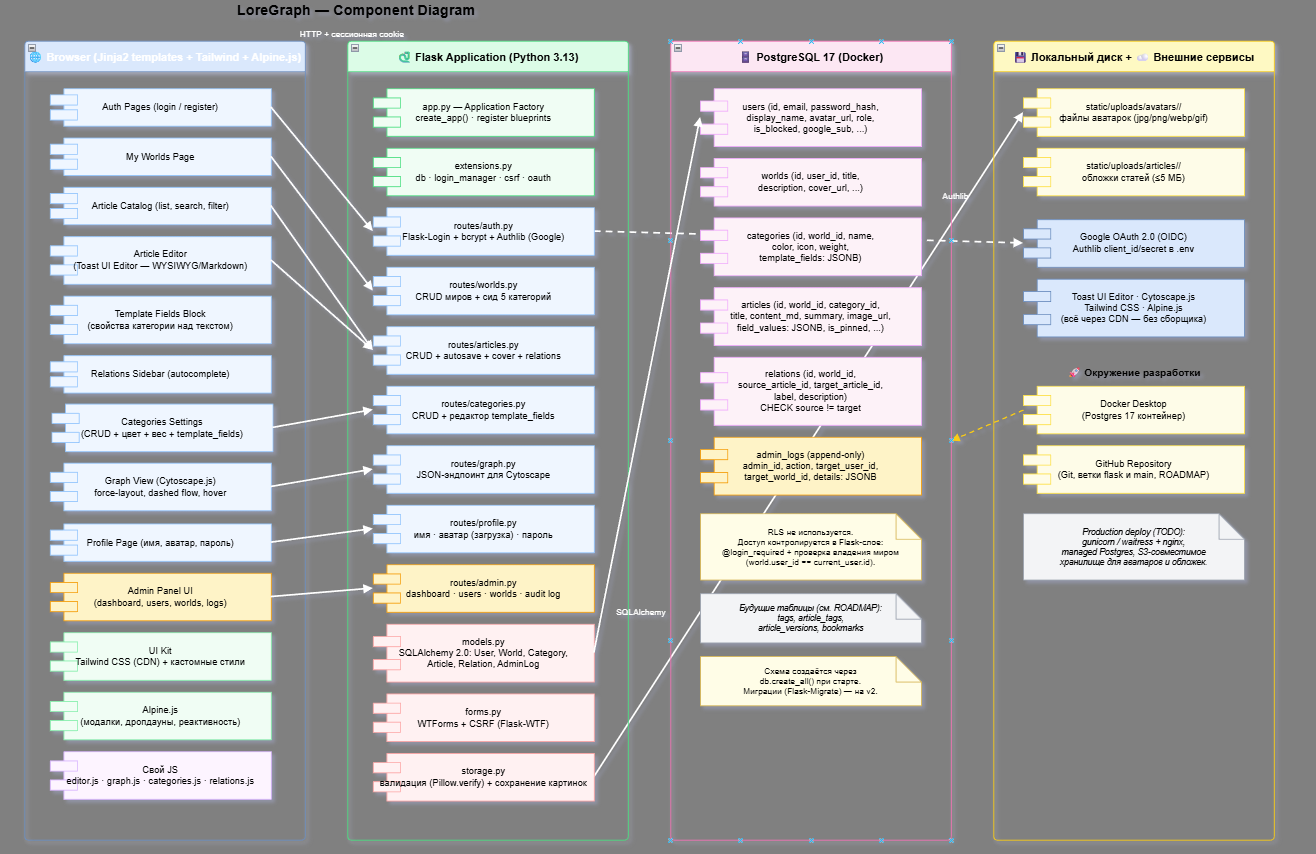 LoreGraph — Component Diagram
HTTP + сессионная cookie
🌐 Browser (Jinja2 templates + Tailwind + Alpine.js)
Auth Pages (login / register)
My Worlds Page
Article Catalog (list, search, filter)
Article Editor
(Toast UI Editor — WYSIWYG/Markdown)
Template Fields Block
(свойства категории над текстом)
Relations Sidebar (autocomplete)
Categories Settings
(CRUD + цвет + вес + template_fields)
Graph View (Cytoscape.js)
force-layout, dashed flow, hover
Profile Page (имя, аватар, пароль)
Admin Panel UI
(dashboard, users, worlds, logs)
UI Kit
Tailwind CSS (CDN) + кастомные стили
Alpine.js
(модалки, дропдауны, реактивность)
Свой JS
editor.js · graph.js · categories.js · relations.js
Flask Application (Python 3.13)
app.py — Application Factory
create_app() · register blueprints
extensions.py
db · login_manager · csrf · oauth
routes/auth.py
Flask-Login + bcrypt + Authlib (Google)
routes/worlds.py
CRUD миров + сид 5 категорий
routes/articles.py
CRUD + autosave + cover + relations
routes/categories.py
CRUD + редактор template_fields
routes/graph.py
JSON-эндпоинт для Cytoscape
routes/profile.py
имя · аватар (загрузка) · пароль
routes/admin.py
dashboard · users · worlds · audit log
models.py
SQLAlchemy 2.0: User, World, Category,
Article, Relation, AdminLog
forms.py
WTForms + CSRF (Flask-WTF)
storage.py
валидация (Pillow.verify) + сохранение картинок
SQLAlchemy
PostgreSQL 17 (Docker)
users (id, email, password_hash,
display_name, avatar_url, role,
is_blocked, google_sub, ...)
worlds (id, user_id, title,
description, cover_url, ...)
categories (id, world_id, name,
color, icon, weight,
template_fields: JSONB)
articles (id, world_id, category_id,
title, content_md, summary, image_url,
field_values: JSONB, is_pinned, ...)
relations (id, world_id,
source_article_id, target_article_id,
label, description)
CHECK source != target
admin_logs (append-only)
admin_id, action, target_user_id,
target_world_id, details: JSONB
RLS не используется.
Доступ контролируется в Flask-слое:
@login_required + проверка владения миром
(world.user_id == current_user.id).
Будущие таблицы (см. ROADMAP):
tags, article_tags,
article_versions, bookmarks
Схема создаётся через
db.create_all() при старте.
Миграции (Flask-Migrate) — на v2.
Authlib
💾 Локальный диск + ☁️ Внешние сервисы
static/uploads/avatars//
файлы аватарок (jpg/png/webp/gif)
static/uploads/articles//
обложки статей (≤5 МБ)
Google OAuth 2.0 (OIDC)
Authlib client_id/secret в .env
Toast UI Editor · Cytoscape.js
Tailwind CSS · Alpine.js
(всё через CDN — без сборщика)
🚀 Окружение разработки
Docker Desktop
(Postgres 17 контейнер)
GitHub Repository
(Git, ветки flask и main, ROADMAP)
Production deploy (TODO):
gunicorn / waitress + nginx,
managed Postgres, S3-совместимое
хранилище для аватаров и обложек.